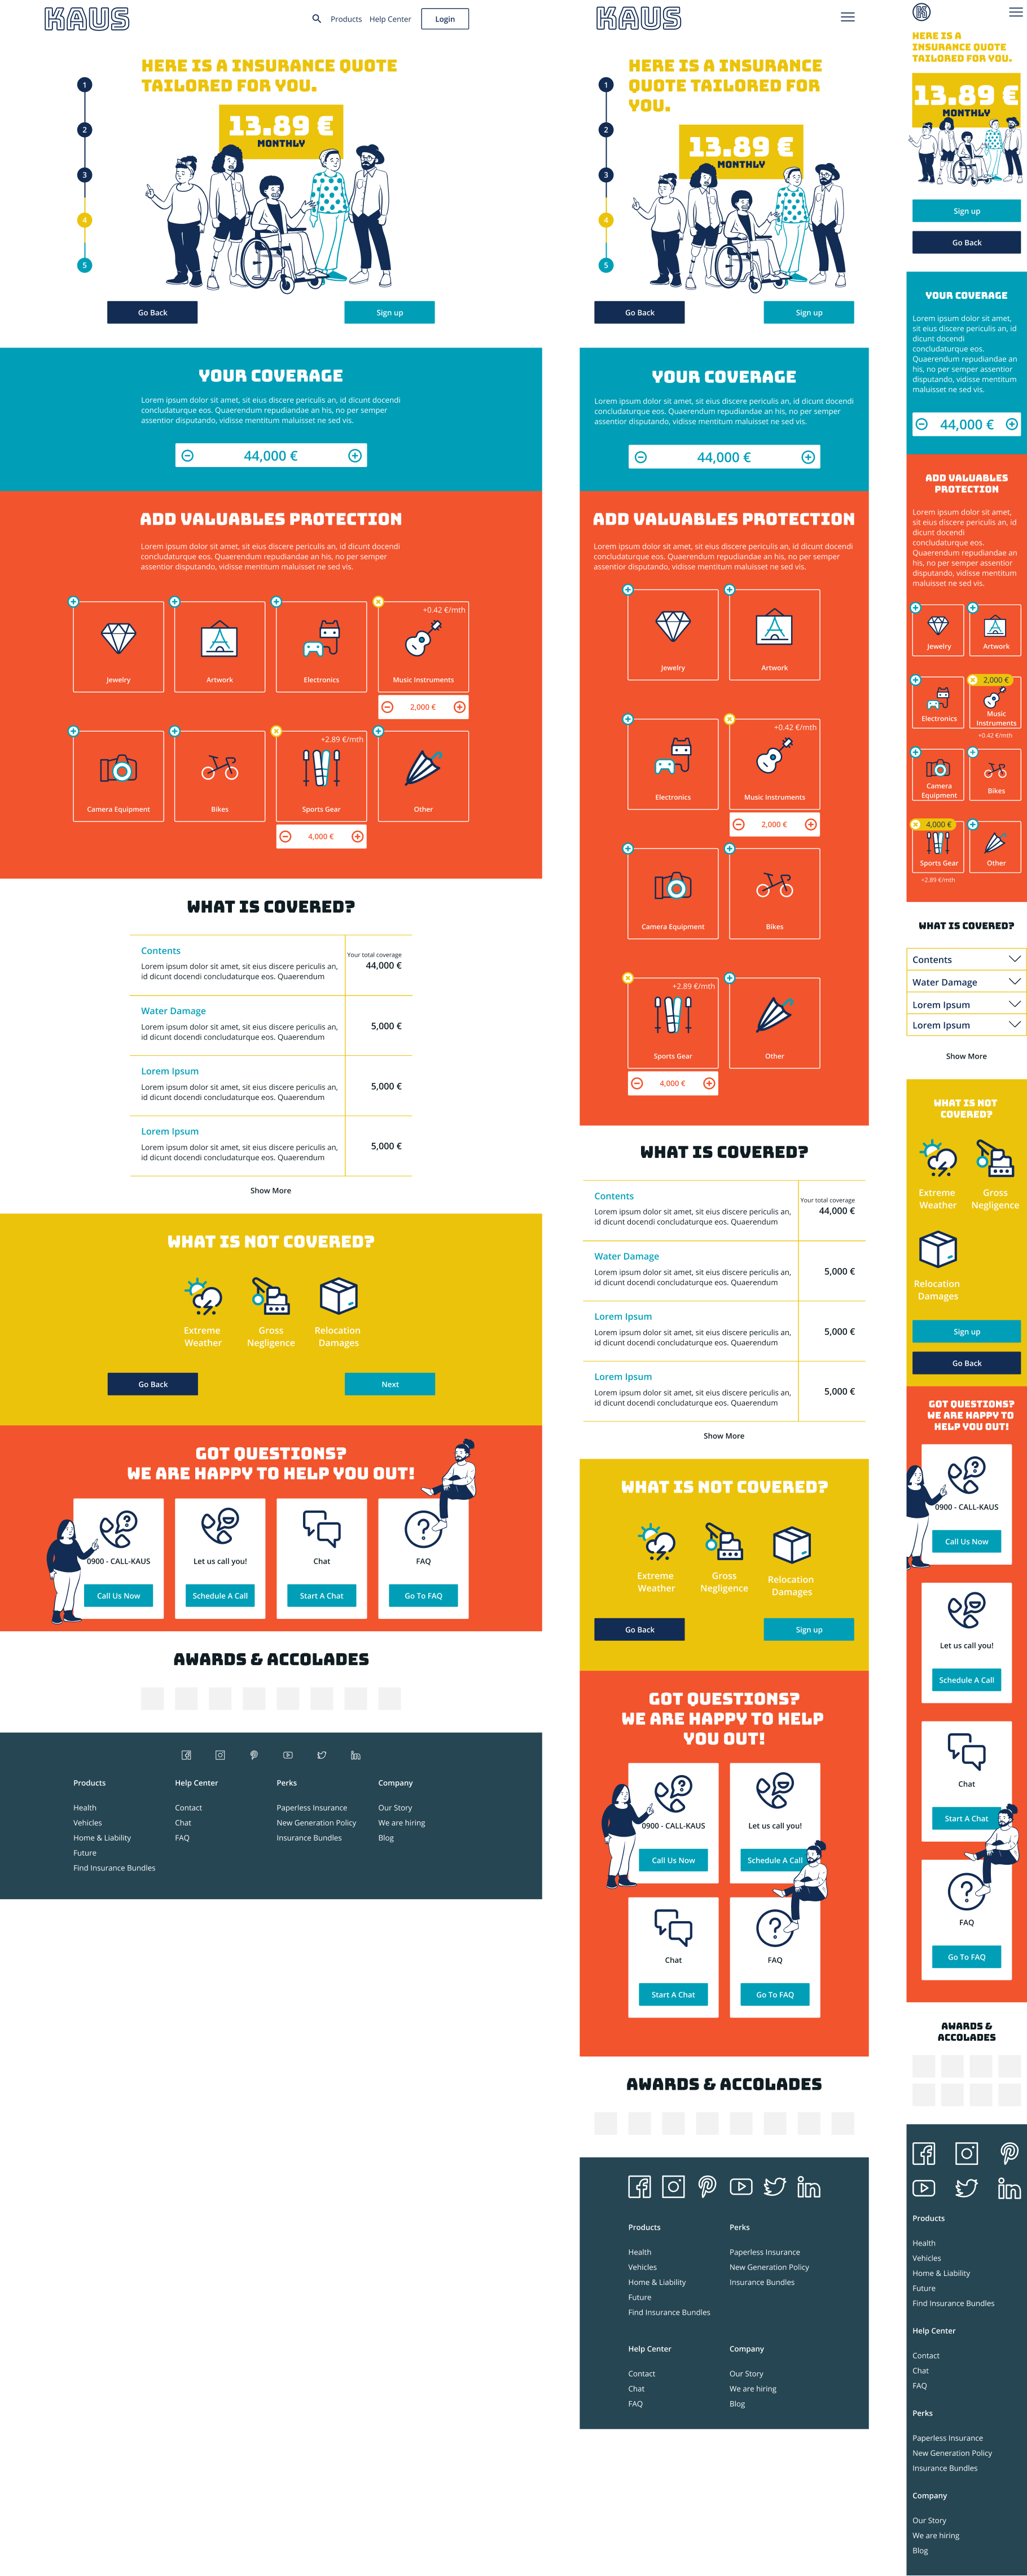 KAUS
Products
Help Center
Login
HERE IS A INSURANCE QUOTE
TAILORED FOR YOU.
1
2
3
4
5
13.89 €
MONTHLY
Go Back
Sign up
YOUR COVERAGE
Lorem ipsum dolor sit amet, sit eius discere periculis an, id dicunt docendi
concludaturque eos. Quaerendum repudiandae an his, no per semper
assentior disputando, vidisse mentitum maluisset ne sed vis.
44,000 €
ADD VALUABLES PROTECTION
Lorem ipsum dolor sit amet, sit eius discere periculis an, id dicunt docendi
concludaturque eos. Quaerendum repudiandae an his, no per semper
assentior disputando, vidisse mentitum maluisset ne sed vis.
Jewelry
Artwork
Electronics
+0.42 €/mth
Music Instruments
2,000 €
Camera Equipment
Bikes
+2.89 €/mth
Sports Gear
4,000 €
Other
WHAT IS COVERED?
Contents
Lorem ipsum dolor sit amet, sit eius discere periculis an,
id dicunt docendi concludaturque eos. Quaerendum
Your total coverage
44,000 €
Water Damage
Lorem ipsum dolor sit amet, sit eius discere periculis an,
id dicunt docendi concludaturque eos. Quaerendum
5,000 €
Lorem Ipsum
Lorem ipsum dolor sit amet, sit eius discere periculis an,
id dicunt docendi concludaturque eos. Quaerendum
5,000 €
Lorem Ipsum
Lorem ipsum dolor sit amet, sit eius discere periculis an,
id dicunt docendi concludaturque eos. Quaerendum
5,000 €
Show More
WHAT IS NOT COVERED?
Extreme
Weather
Gross
Negligence
Relocation
Damages
Go Back
Next
GOT QUESTIONS?
WE ARE HAPPY TO HELP YOU OUT!
0900 - CALL-KAUS
Call Us Now
Let us call you!
Schedule A Call
Chat
Start A Chat
FAQ
Go To FAQ
AWARDS & ACCOLADES
Products
Health
Vehicles
Home & Liability
Future
Find Insurance Bundles
Help Center
Contact
Chat
FAQ
Perks
Paperless Insurance
New Generation Policy
Insurance Bundles
Company
Our Story
We are hiring
Blog
KAUS
HERE IS A INSURANCE
QUOTE TAILORED FOR
YOU.
1
2
3
4
5
13.89 €
MONTHLY
Go Back
Sign up
YOUR COVERAGE
Lorem ipsum dolor sit amet, sit eius discere periculis an, id dicunt docendi
concludaturque eos. Quaerendum repudiandae an his, no per semper
assentior disputando, vidisse mentitum maluisset ne sed vis.
44,000 €
ADD VALUABLES PROTECTION
Lorem ipsum dolor sit amet, sit eius discere periculis an, id dicunt docendi
concludaturque eos. Quaerendum repudiandae an his, no per semper
assentior disputando, vidisse mentitum maluisset ne sed vis.
Jewelry
Artwork
Electronics
+0.42 €/mth
Music Instruments
2,000 €
Camera Equipment
Bikes
+2.89 €/mth
Sports Gear
4,000 €
Other
WHAT IS COVERED?
Contents
Lorem ipsum dolor sit amet, sit eius discere periculis an,
id dicunt docendi concludaturque eos. Quaerendum
Your total coverage
44,000 €
Water Damage
Lorem ipsum dolor sit amet, sit eius discere periculis an,
id dicunt docendi concludaturque eos. Quaerendum
5,000 €
Lorem Ipsum
Lorem ipsum dolor sit amet, sit eius discere periculis an,
id dicunt docendi concludaturque eos. Quaerendum
5,000 €
Lorem Ipsum
Lorem ipsum dolor sit amet, sit eius discere periculis an,
id dicunt docendi concludaturque eos. Quaerendum
5,000 €
Show More
WHAT IS NOT COVERED?
Extreme
Weather
Gross
Negligence
Relocation
Damages
Go Back
Sign up
GOT QUESTIONS?
WE ARE HAPPY TO HELP
YOU OUT!
0900 - CALL-KAUS
Call Us Now
Let us call you!
Schedule A Call
Chat
Start A Chat
FAQ
Go To FAQ
AWARDS & ACCOLADES
Products
Health
Vehicles
Home & Liability
Future
Find Insurance Bundles
Perks
Paperless Insurance
New Generation Policy
Insurance Bundles
Help Center
Contact
Chat
FAQ
Company
Our Story
We are hiring
Blog
K
HERE IS A
INSURANCE QUOTE
TAILORED FOR YOU.
13.89 €
MONTHLY
Sign up
Go Back
YOUR COVERAGE
Lorem ipsum dolor sit amet,
sit eius discere periculis an, id
dicunt docendi
concludaturque eos.
Quaerendum repudiandae an
his, no per semper assentior
disputando, vidisse mentitum
maluisset ne sed vis.
44,000 €
ADD VALUABLES
PROTECTION
Lorem ipsum dolor sit amet,
sit eius discere periculis an, id
dicunt docendi
concludaturque eos.
Quaerendum repudiandae an
his, no per semper assentior
disputando, vidisse mentitum
maluisset ne sed vis.
Jewelry
Artwork
Electronics
2,000 €
Music
Instruments
+0.42 €/mth
Camera
Equipment
Bikes
4,000 €
Sports Gear
+2.89 €/mth
Other
WHAT IS COVERED?
Contents
Water Damage
Lorem Ipsum
Lorem Ipsum
Show More
WHAT IS NOT
COVERED?
Extreme
Weather
Gross
Negligence
Relocation
Damages
Sign up
Go Back
GOT QUESTIONS?
WE ARE HAPPY TO
HELP YOU OUT!
0900 - CALL-KAUS
Call Us Now
Let us call you!
Schedule A Call
Chat
Start A Chat
FAQ
Go To FAQ
AWARDS &
ACCOLADES
Products
Health
Vehicles
Home & Liability
Future
Find Insurance Bundles
Help Center
Contact
Chat
FAQ
Perks
Paperless Insurance
New Generation Policy
Insurance Bundles
Company
Our Story
We are hiring
Blog